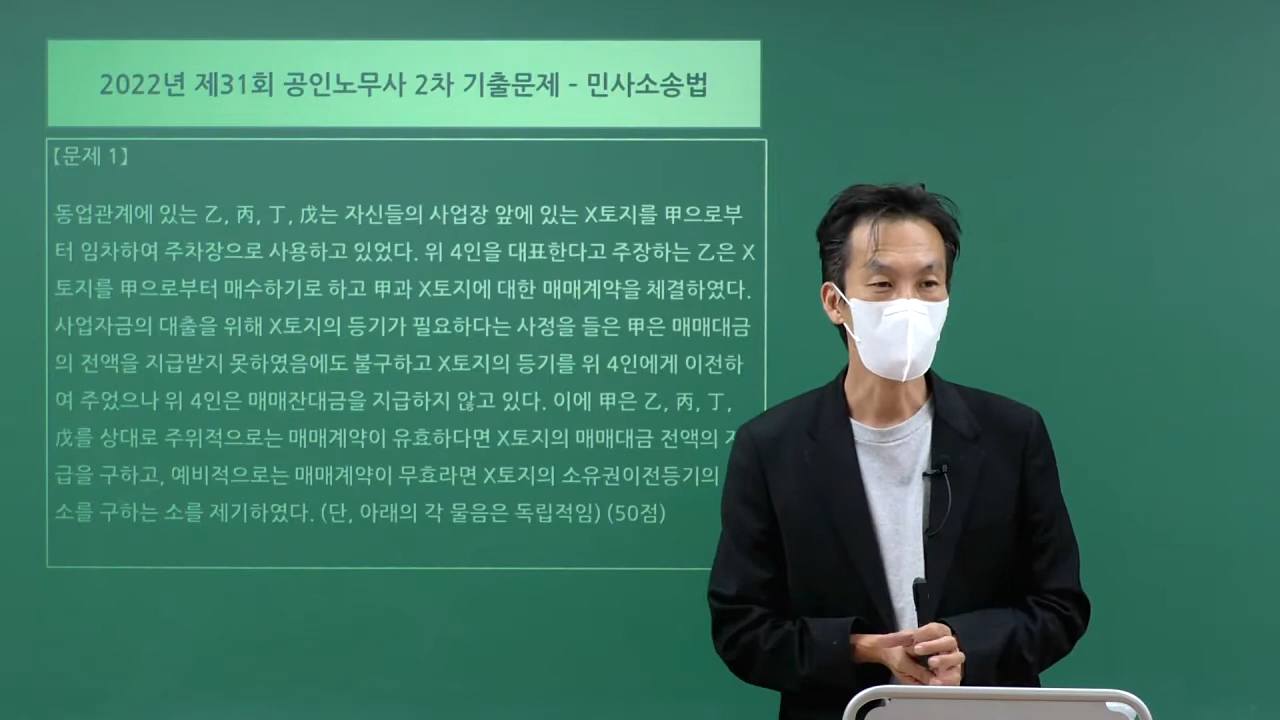 2022년 제31회 공인노무사 2차 기출문제 - 민사소송법
【문제 1】
동업관계에 있는 乙, 丙, 丁, 戊는 자신들의 사업장 앞에 있는 X토지를 甲으로부
터 임차하여 주차장으로 사용하고 있었다. 위 4인을 대표한다고 주장하는 乙은 X
토지를 甲으로부터 매수하기로 하고 甲과 X토지에 대한 매매계약을 체결하였다.
사업자금의 대출을 위해 X토지의 등기가 필요하다는 사정을 들은 甲은 매매대금
의 전액을 지급받지 못하였음에도 불구하고 X토지의 등기를 위 4인에게 이전하
여 주었으나 위 4인은 매매잔대금을 지급하지 않고 있다. 이에 甲은 乙, 丙, 丁,
戊를 상대로 주위적으로는 매매계약이 유효하다면 X토지의 매매대금 전액의
급을 구하고, 예비적으로는 매매계약이 무효라면 X토지의 소유권이전등기의
소를 구하는 소를 제기하였다. (단, 아래의 각 물음은 독립적임) (50점)